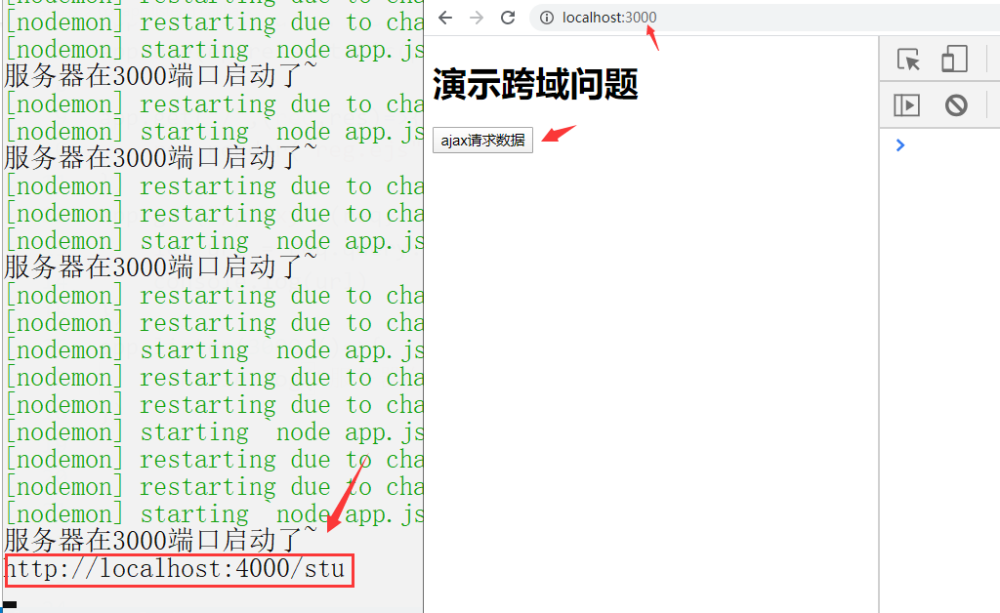 [nodemon] restarting due to cha
[nodemon] restarting due to cha
[nodemon] starting `node app.js
服务器在3000端口启动了~
[nodemon] restarting due to cha
[nodemon] starting `node app.js
服务器在3000端口启动了~
[nodemon] restarting due to cha
[nodemon] restarting due to cha
[nodemon] starting `node app.js
服务器在3000端口启动了~
[nodemon] restarting due to cha
[nodemon] restarting due to cha
[nodemon] starting `node app.js
[nodemon] restarting due to cha
[nodemon] restarting due to cha
[nodemon] starting `node app.js
[nodemon] restarting due to cha
[nodemon] restarting due to cha
[nodemon] starting `node app.js
服务器在3000端口启动了~
http://localhost:4000/stu
localhost:3000
演示跨域问题
ajax请求数据